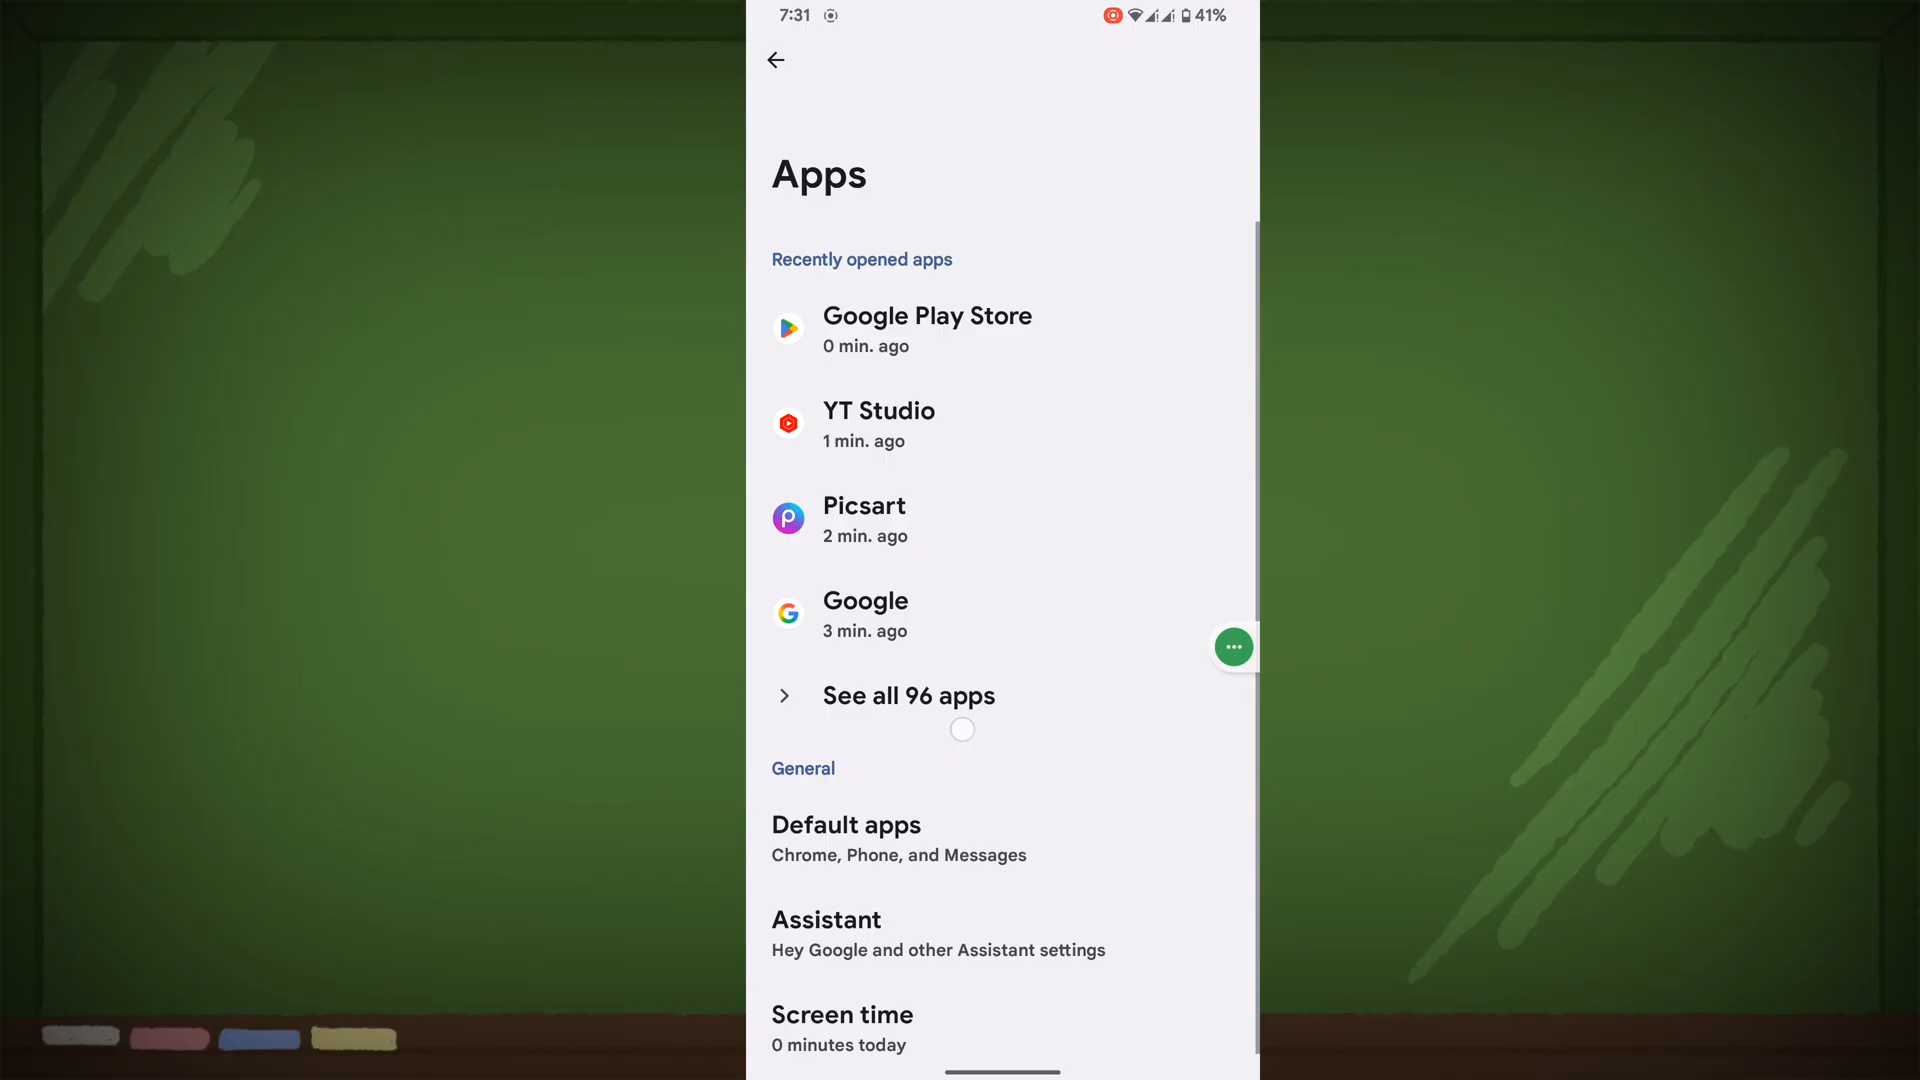 7:31
41%
Apps
Recently opened apps
Google Play Store
0 min. ago
YT Studio
1 min. ago
Picsart
2 min. ago
Google
3 min. ago
See all 96 apps
General
Default apps
Chrome, Phone, and Messages
Assistant
Hey Google and other Assistant settings
Screen time
0 minutes today